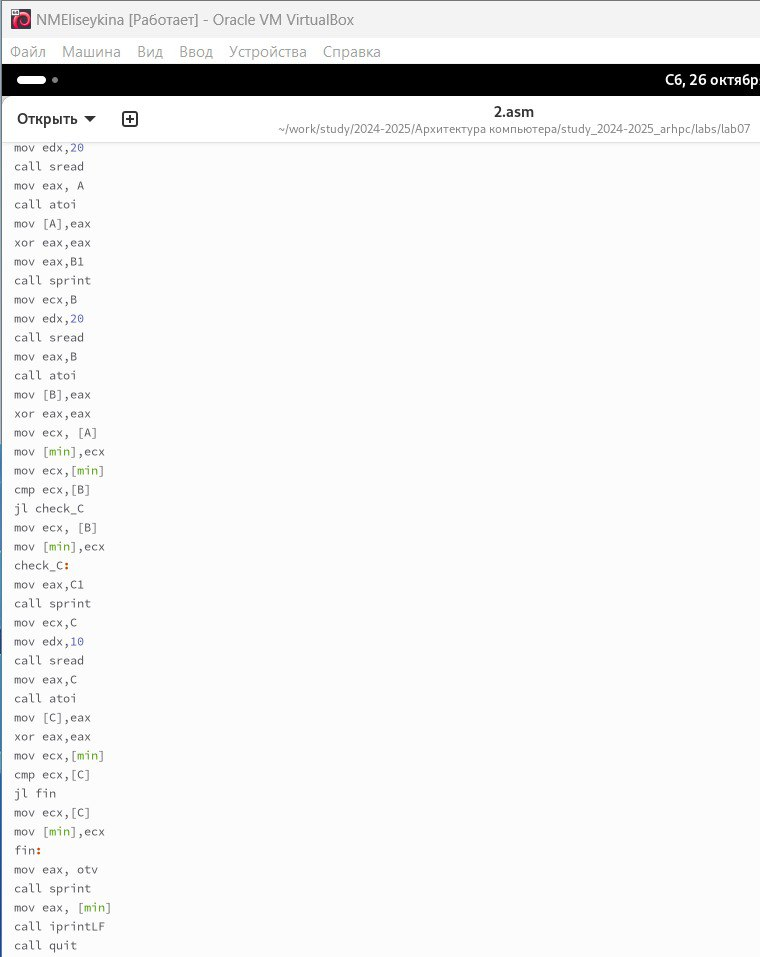 NMEliseykina [Работает] - Oracle VM VirtualBox
Файл Машина Вид Ввод Устройства Справка
Сб, 26 октябр
Открыть
2.asm
~/work/study/2024-2025/Архитектура компьютера/study_2024-2025_arhpc/labs/lab07
mov edx,20
call sread
mov eax, A
call atoi
mov [A],eax
xor eax,eax
mov eax,B1
call sprint
mov ecx,B
mov edx,20
call sread
mov eax,B
call atoi
mov [B],eax
xor eax,eax
mov ecx, [A]
mov [min],ecx
mov ecx,[min]
cmp ecx,[B]
jl check_C
mov ecx, [B]
mov [min],ecx
check_C:
mov eax,C1
call sprint
mov ecx,C
mov edx,10
call sread
mov eax,C
call atoi
mov [C],eax
xor eax,eax
mov ecx,[min]
cmp ecx,[C]
jl fin
mov ecx,[C]
mov [min],ecx
fin:
mov eax, otv
call sprint
mov eax, [min]
call iprintLF
call quit